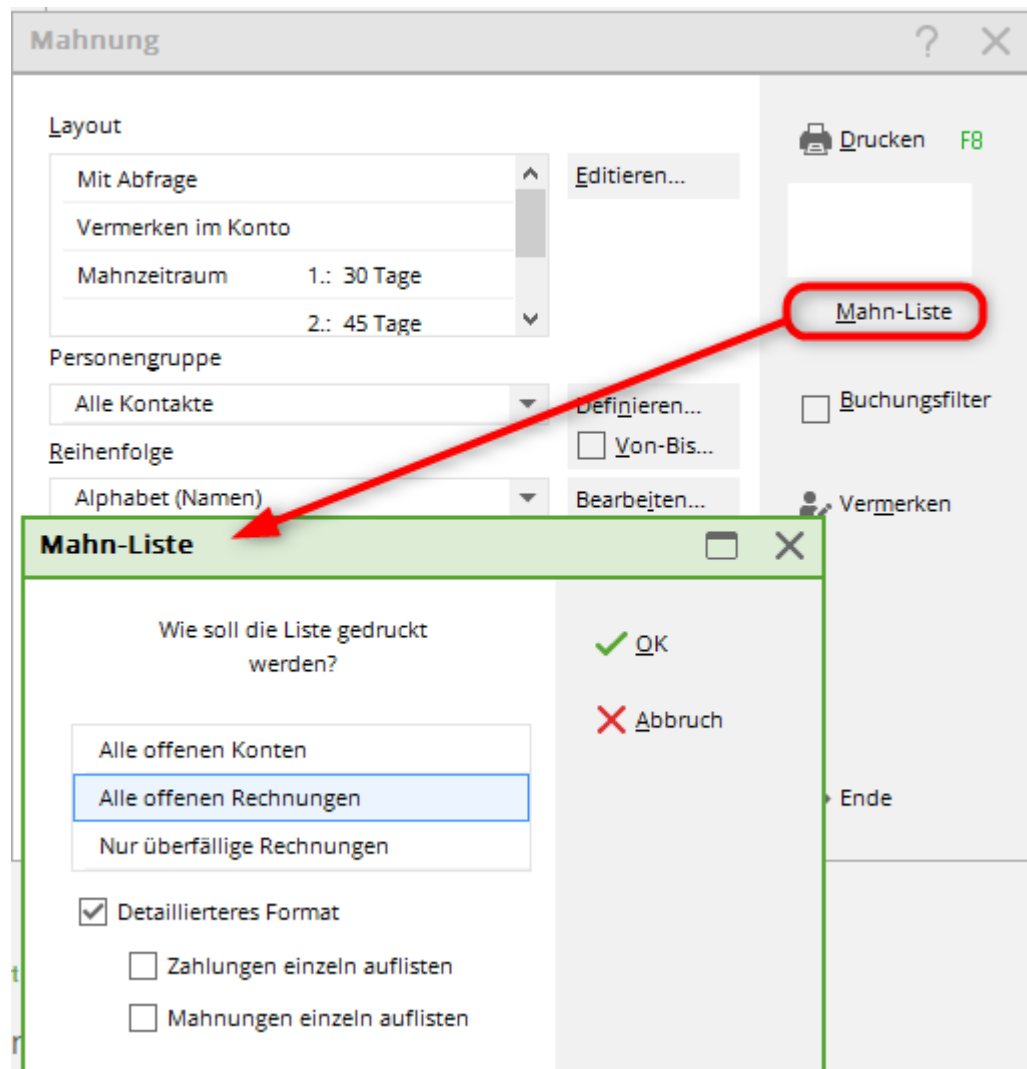 Mahnung
Layout
Mit Abfrage
Vermerken im Konto
Mahnzeitraum 1.: 30 Tage
2.: 45 Tage
Editieren...
Drucken F8
Mahn-Liste
Personengruppe
Alle Kontakte
Definieren...
Von-Bis...
Buchungsfilter
Reihenfolge
Alphabet (Namen)
Bearbeiten...
Vermerken
Mahn-Liste
Wie soll die Liste gedruckt
werden?
OK
Abbruch
Alle offenen Konten
Alle offenen Rechnungen
Nur überfällige Rechnungen
Ende
Detaillierteres Format
Zahlungen einzeln auflisten
Mahnungen einzeln auflisten